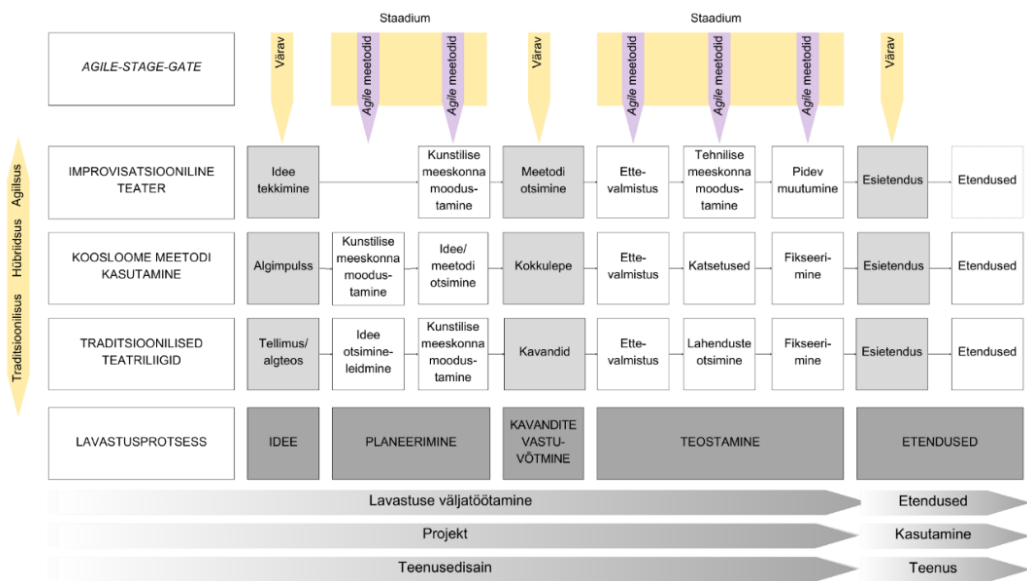 Staadium
Staadium
AGILE-STAGE-GATE
Värav
Agile meetodid
Agile meetodid
Värav
Agile meetodid
Agile meetodid
Agile meetodid
Värav
Traditsioonilisus Hübriidsus Agiilsus
IMPROVISATSIOONILINE
TEATER
Idee
tekkimine
Kunstilise
meeskonna
moodus-
tamine
Meetodi
otsimine
Ette-
valmistus
Tehnilise
meeskonna
moodus-
tamine
Pidev
muutumine
Esietendus
Etendused
KOOSLOOME MEETODI
KASUTAMINE
Algimpulss
Kunstilise
meeskonna
moodus-
tamine
Idee/
meetodi
otsimine
Kokkulepe
Ette-
valmistus
Katsetused
Fikseeri-
mine
Esietendus
Etendused
TRADITSIOONILISED
TEATRILIIGID
Tellimus/
algteos
Idee
otsimine-
leidmine
Kunstilise
meeskonna
moodus-
tamine
Kavandid
Ette-
valmistus
Lahenduste
otsimine
Fikseeri-
mine
Esietendus
Etendused
LAVASTUSPROTSESS
IDEE
PLANEERIMINE
KAVANDITE
VASTU-
VÕTMINE
TEOSTAMINE
ETENDUSED
Lavastuse väljatöötamine
Etendused
Projekt
Kasutamine
Teenusedisain
Teenus